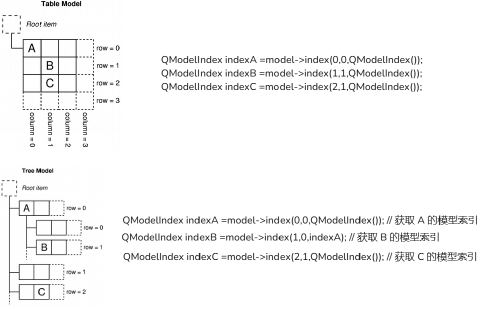 Table Model
Root item
A
row = 0
B
row = 1
C
row = 2
row = 3
column = 0
column = 1
column = 2
column = 3
QModelIndex indexA =model->index(0,0,QModelIndex());
QModelIndex indexB =model->index(1,1,QModelIndex());
QModelIndex indexC =model->index(2,1,QModelIndex());
Tree Model
Root item
A
row = 0
row = 0
B
row = 1
row = 1
C
row = 2
QModelIndex indexA =model->index(0,0,QModelIndex()); // 获取 A 的模型索引
QModelIndex indexB =model->index(1,0,indexA); // 获取 B 的模型索引
QModelIndex indexC =model->index(2,1,QModelIndex()); // 获取 C 的模型索引